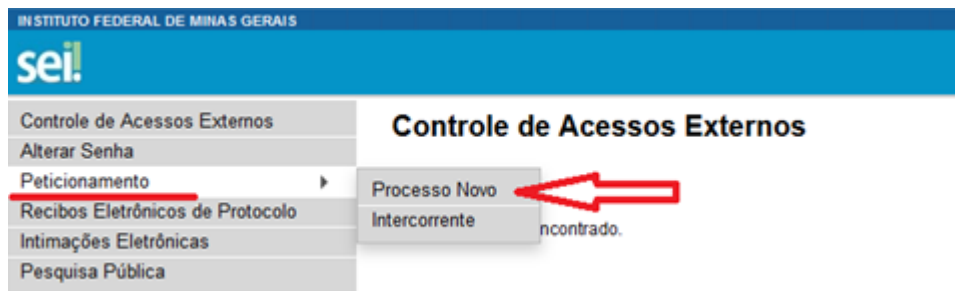 INSTITUTO FEDERAL DE MINAS GERAIS
sei!
Controle de Acessos Externos
Alterar Senha
Peticionamento
Recibos Eletrônicos de Protocolo
Intimações Eletrônicas
Pesquisa Pública
Controle de Acessos Externos
Processo Novo
Intercorrente
ncontrado.